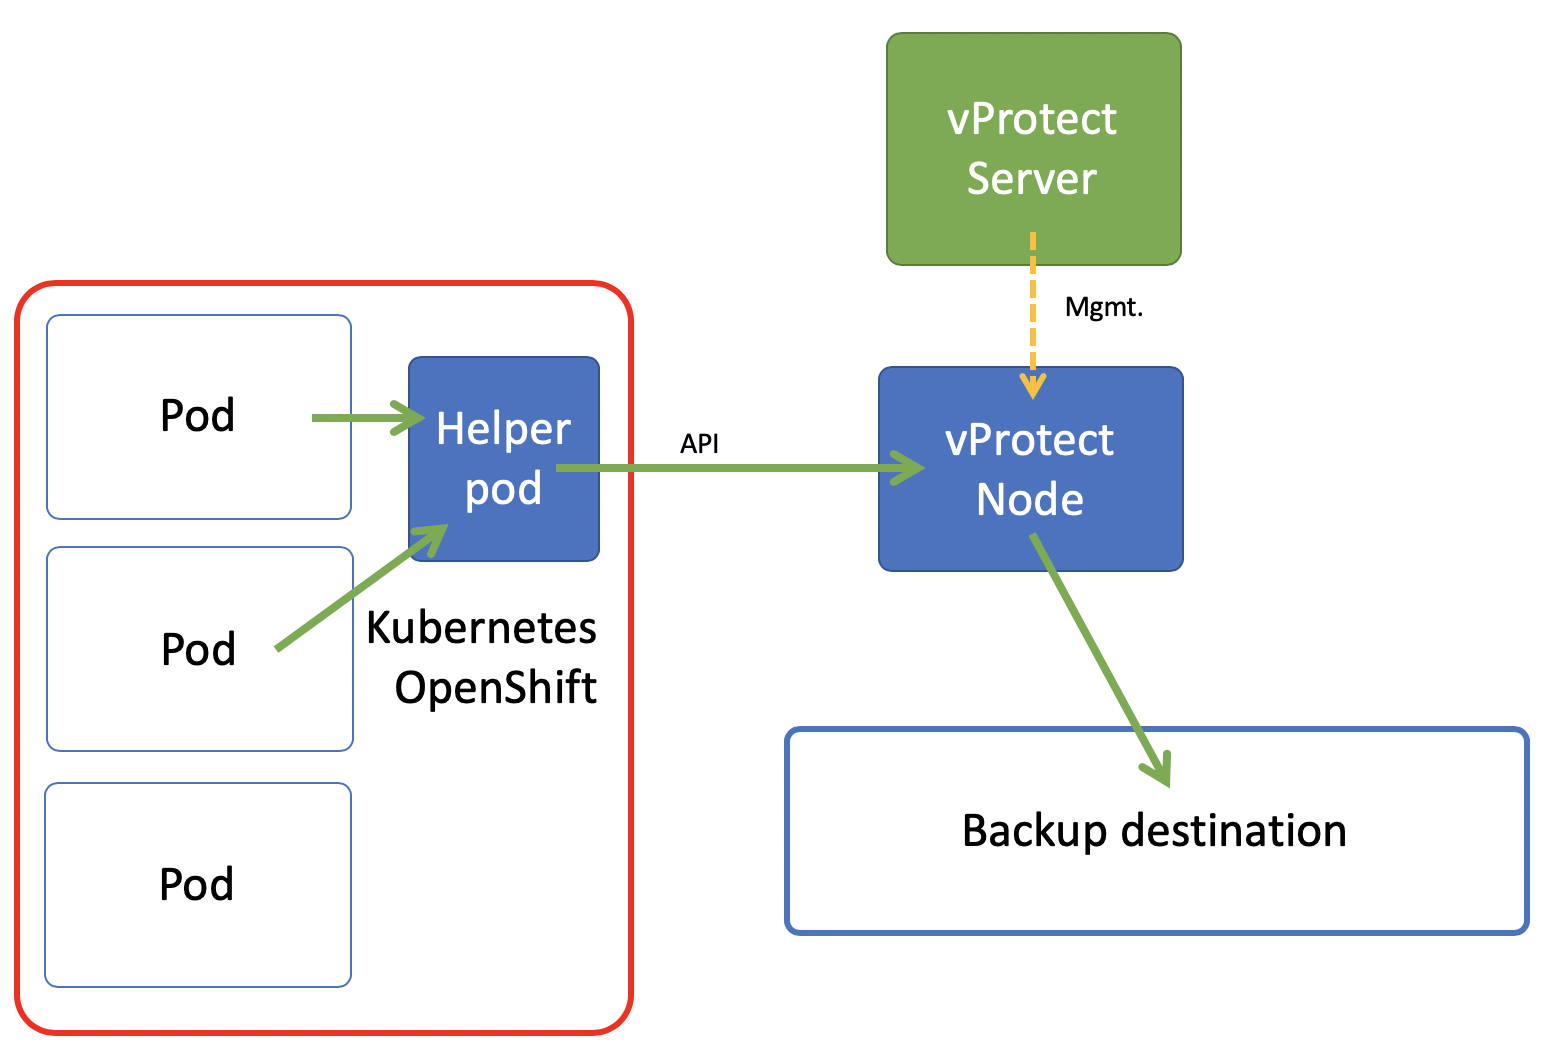 vProtect
Server
Mgmt.
Pod
Helper
pod
API
vProtect
Node
Pod
Kubernetes
OpenShift
Backup destination
Pod